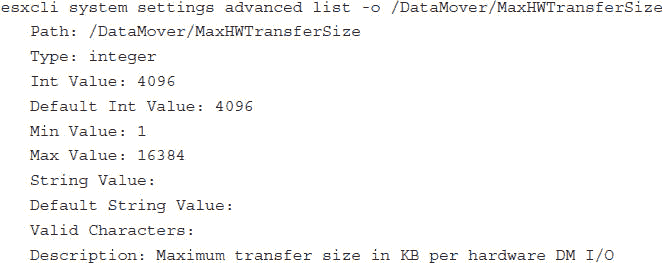 esxcli system settings advanced list -o /DataMover/MaxHWTransferSize
Path: /DataMover/MaxHWTransferSize
Type: integer
Int Value: 4096
Default Int Value: 4096
Min Value: 1
Max Value: 16384
String Value:
Default String Value:
Valid Characters:
Description: Maximum transfer size in KB per hardware DM I/O